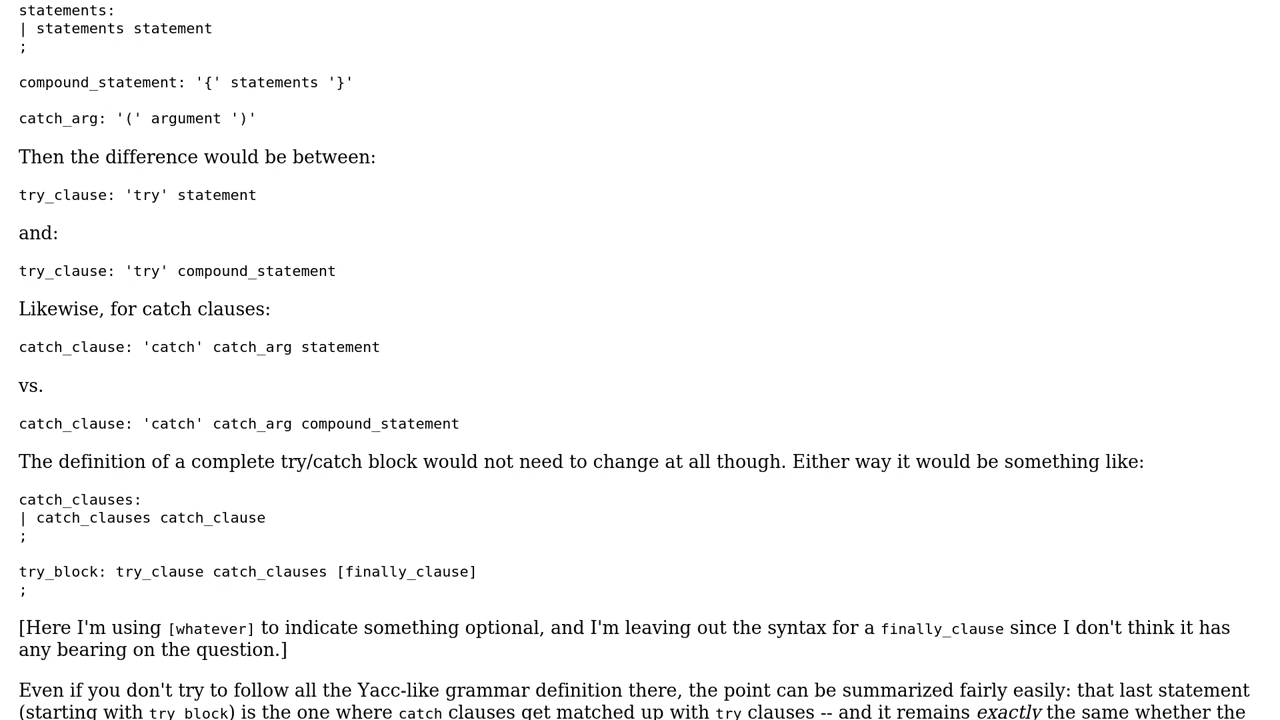 statements:
| statements statement
;
compound_statement: '{' statements '}'
catch_arg: '(' argument ')'
Then the difference would be between:
try_clause: 'try' statement
and:
try_clause: 'try' compound_statement
Likewise, for catch clauses:
catch_clause: 'catch' catch_arg statement
vs.
catch_clause: 'catch' catch_arg compound_statement
The definition of a complete try/catch block would not need to change at all though. Either way it would be something like:
catch_clauses:
| catch_clauses catch_clause
;
try_block: try_clause catch_clauses [finally_clause]
;
[Here I'm using [whatever] to indicate something optional, and I'm leaving out the syntax for a finally_clause since I don't think it has
any bearing on the question.]
Even if you don't try to follow all the Yacc-like grammar definition there, the point can be summarized fairly easily: that last statement
(starting with try_block) is the one where catch clauses get matched up with try clauses -- and it remains exactly the same whether the